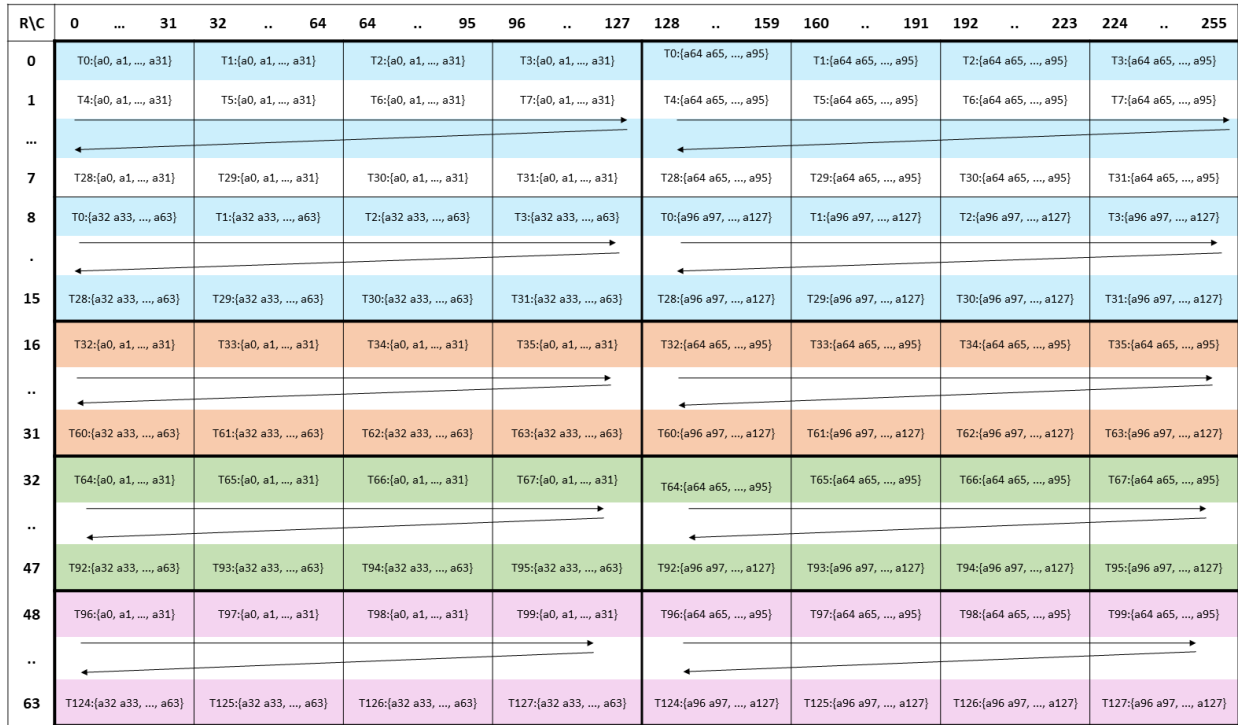 R\C 0 ... 31 32 .. 64 64 .. 95 96 .. 127 128 .. 159 160 .. 191 192 .. 223 224 .. 255
0 T0:{a0, a1, ..., a31} T1:{a0, a1, ..., a31} T2:{a0, a1, ..., a31} T3:{a0, a1, ..., a31} T0:{a64 a65, ..., a95} T1:{a64 a65, ..., a95} T2:{a64 a65, ..., a95} T3:{a64 a65, ..., a95}
1 T4:{a0, a1, ..., a31} T5:{a0, a1, ..., a31} T6:{a0, a1, ..., a31} T7:{a0, a1, ..., a31} T4:{a64 a65, ..., a95} T5:{a64 a65, ..., a95} T6:{a64 a65, ..., a95} T7:{a64 a65, ..., a95}
...
7 T28:{a0, a1, ..., a31} T29:{a0, a1, ..., a31} T30:{a0, a1, ..., a31} T31:{a0, a1, ..., a31} T28:{a64 a65, ..., a95} T29:{a64 a65, ..., a95} T30:{a64 a65, ..., a95} T31:{a64 a65, ..., a95}
8 T0:{a32 a33, ..., a63} T1:{a32 a33, ..., a63} T2:{a32 a33, ..., a63} T3:{a32 a33, ..., a63} T0:{a96 a97, ..., a127} T1:{a96 a97, ..., a127} T2:{a96 a97, ..., a127} T3:{a96 a97, ..., a127}
.
15 T28:{a32 a33, ..., a63} T29:{a32 a33, ..., a63} T30:{a32 a33, ..., a63} T31:{a32 a33, ..., a63} T28:{a96 a97, ..., a127} T29:{a96 a97, ..., a127} T30:{a96 a97, ..., a127} T31:{a96 a97, ..., a127}
16 T32:{a0, a1, ..., a31} T33:{a0, a1, ..., a31} T34:{a0, a1, ..., a31} T35:{a0, a1, ..., a31} T32:{a64 a65, ..., a95} T33:{a64 a65, ..., a95} T34:{a64 a65, ..., a95} T35:{a64 a65, ..., a95}
..
31 T60:{a32 a33, ..., a63} T61:{a32 a33, ..., a63} T62:{a32 a33, ..., a63} T63:{a32 a33, ..., a63} T60:{a96 a97, ..., a127} T61:{a96 a97, ..., a127} T62:{a96 a97, ..., a127} T63:{a96 a97, ..., a127}
32 T64:{a0, a1, ..., a31} T65:{a0, a1, ..., a31} T66:{a0, a1, ..., a31} T67:{a0, a1, ..., a31} T64:{a64 a65, ..., a95} T65:{a64 a65, ..., a95} T66:{a64 a65, ..., a95} T67:{a64 a65, ..., a95}
..
47 T92:{a32 a33, ..., a63} T93:{a32 a33, ..., a63} T94:{a32 a33, ..., a63} T95:{a32 a33, ..., a63} T92:{a96 a97, ..., a127} T93:{a96 a97, ..., a127} T94:{a96 a97, ..., a127} T95:{a96 a97, ..., a127}
48 T96:{a0, a1, ..., a31} T97:{a0, a1, ..., a31} T98:{a0, a1, ..., a31} T99:{a0, a1, ..., a31} T96:{a64 a65, ..., a95} T97:{a64 a65, ..., a95} T98:{a64 a65, ..., a95} T99:{a64 a65, ..., a95}
..
63 T124:{a32 a33, ..., a63} T125:{a32 a33, ..., a63} T126:{a32 a33, ..., a63} T127:{a32 a33, ..., a63} T124:{a96 a97, ..., a127} T125:{a96 a97, ..., a127} T126:{a96 a97, ..., a127} T127:{a96 a97, ..., a127}